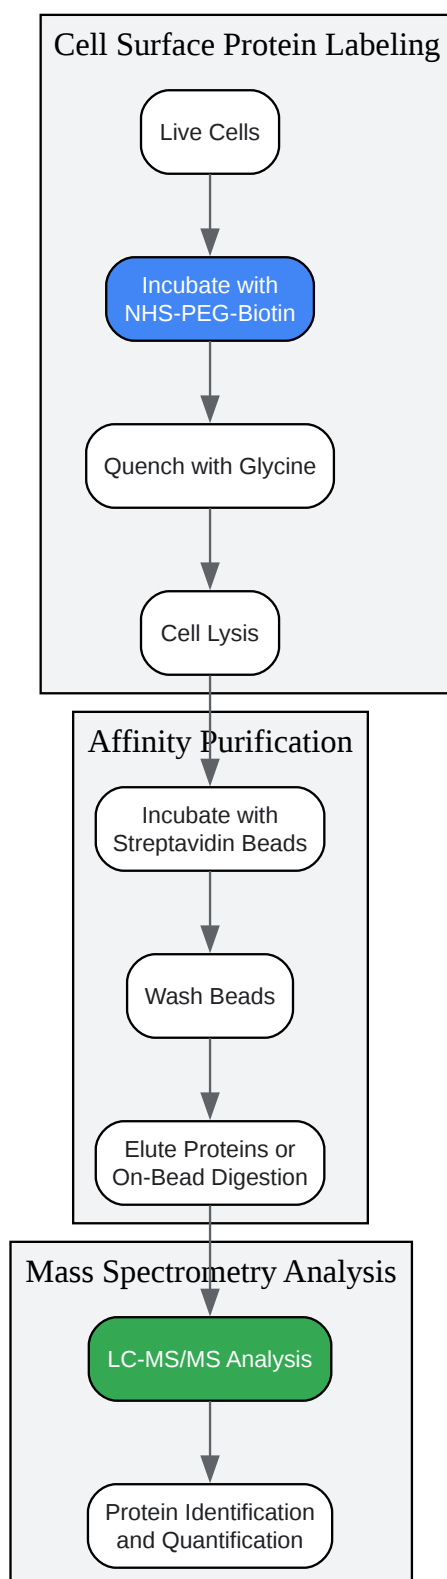 Cell Surface Protein Labeling
Live Cells
Incubate with
NHS-PEG-Biotin
Quench with Glycine
Cell Lysis
Affinity Purification
Incubate with
Streptavidin Beads
Wash Beads
Elute Proteins or
On-Bead Digestion
Mass Spectrometry Analysis
LC-MS/MS Analysis
Protein Identification
and Quantification